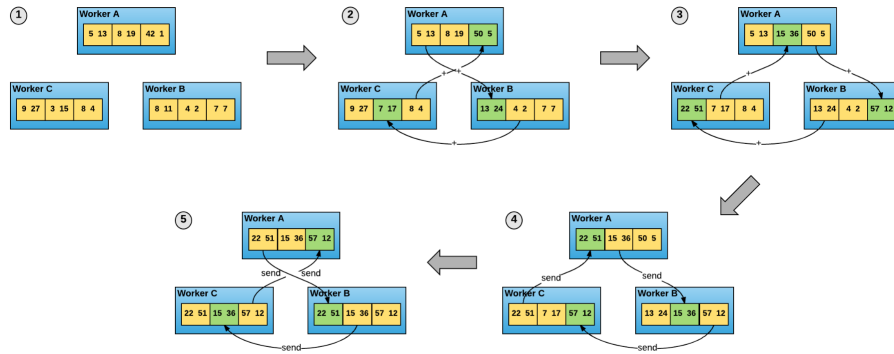 1
Worker A
5 13 8 19 42 1
Worker C
9 27 3 15 8 4
Worker B
8 11 4 2 7 7
2
Worker A
5 13 8 19 50 5
+ +
Worker C
9 27 7 17 8 4
Worker B
13 24 4 2 7 7
+
3
Worker A
5 13 15 36 50 5
+ +
Worker C
22 51 7 17 8 4
Worker B
13 24 4 2 57 12
+
5
Worker A
22 51 15 36 57 12
send send
Worker C
22 51 15 36 57 12
Worker B
22 51 15 36 57 12
send
4
Worker A
22 51 15 36 50 5
send send
Worker C
22 51 7 17 57 12
Worker B
13 24 15 36 57 12
send